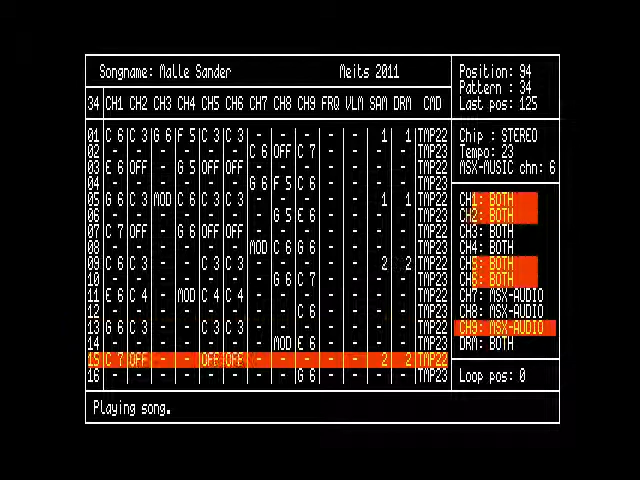 Songname: Malle Sander Meits 2011
Position: 94
Pattern : 34
Last pos: 125
34 CH1 CH2 CH3 CH4 CH5 CH6 CH7 CH8 CH9 FRQ VLM SAM DRM CMD
01 C 6 C 3 G 6 F 5 C 3 C 3 - - - - - 1 1 TMP22
02 - - - - - - C 6 OFF C 7 - - - - TMP23
03 E 6 OFF - G 5 OFF OFF - - - - - - - TMP22
04 - - - - - - G 6 F 5 C 6 - - - - TMP23
05 G 6 C 3 MOD C 6 C 3 C 3 - - - - - 1 1 TMP22
06 - - - - - - - G 5 E 6 - - - - TMP23
07 C 7 OFF - G 6 OFF OFF - - - - - - - TMP22
08 - - - - - - MOD C 6 G 6 - - - - TMP23
09 C 6 C 3 - - C 3 C 3 - - - - - 2 2 TMP22
10 - - - - - - - G 6 C 7 - - - - TMP23
11 E 6 C 4 - MOD C 4 C 4 - - - - - - - TMP22
12 - - - - - - - - C 6 - - - - TMP23
13 G 6 C 3 - - C 3 C 3 - - - - - - - TMP22
14 - - - - - - - MOD E 6 - - - - TMP23
15 C 7 OFF - - OFF OFF - - - - - 2 2 TMP22
16 - - - - - - - - G 6 - - - - TMP23
Chip : STEREO
Tempo: 23
MSX-MUSIC chn: 6
CH1: BOTH
CH2: BOTH
CH3: BOTH
CH4: BOTH
CH5: BOTH
CH6: BOTH
CH7: MSX-AUDIO
CH8: MSX-AUDIO
CH9: MSX-AUDIO
DRM: BOTH
Loop pos: 0
Playing song.